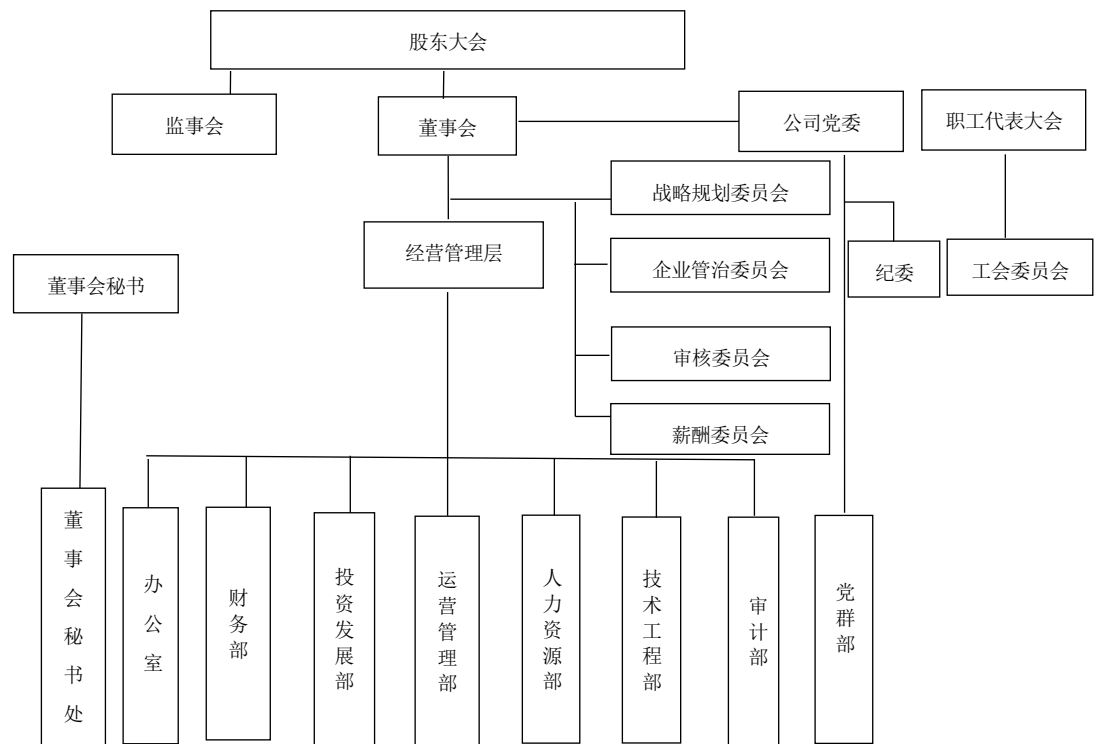 股东大会
监事会
董事会
公司党委
职工代表大会
战略规划委员会
经营管理层
企业管治委员会
纪委
工会委员会
董事会秘书
审核委员会
薪酬委员会
董事会秘书处
办公室
财务部
投资发展部
运营管理部
人力资源部
技术工程部
审计部
党群部